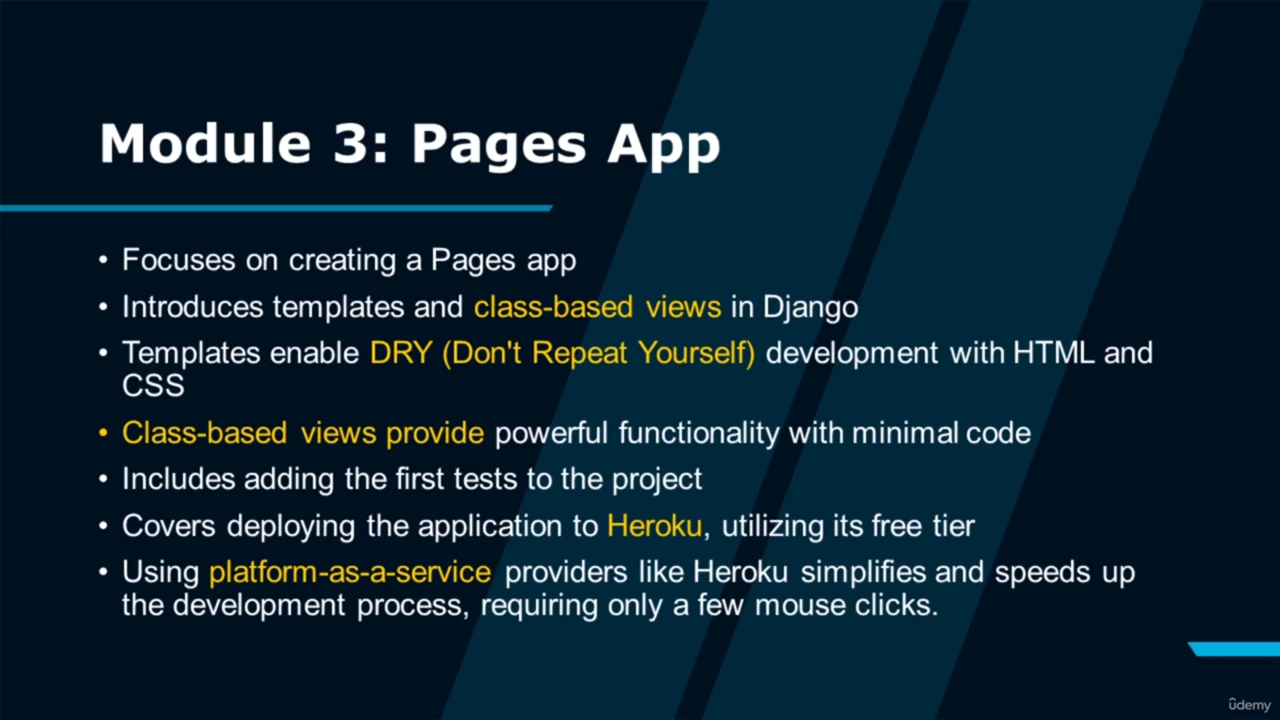 Module 3: Pages App
• Focuses on creating a Pages app
• Introduces templates and class-based views in Django
• Templates enable DRY (Don't Repeat Yourself) development with HTML and
CSS
• Class-based views provide powerful functionality with minimal code
• Includes adding the first tests to the project
• Covers deploying the application to Heroku, utilizing its free tier
• Using platform-as-a-service providers like Heroku simplifies and speeds up
the development process, requiring only a few mouse clicks.
ûdemy